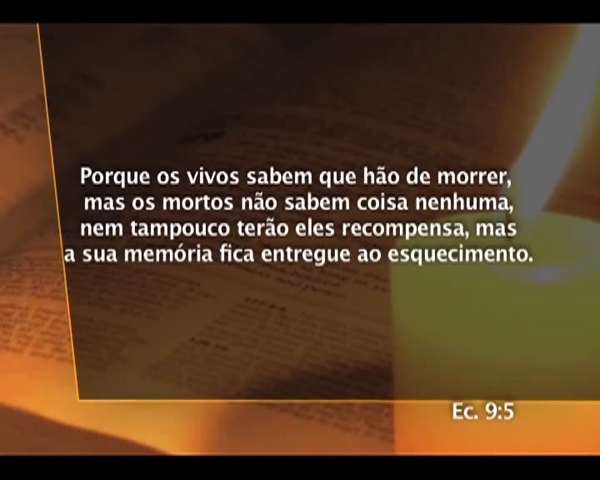 Porque os vivos sabem que hão de morrer,
mas os mortos não sabem coisa nenhuma,
nem tampouco terão eles recompensa, mas
a sua memória fica entregue ao esquecimento.
Ec. 9:5